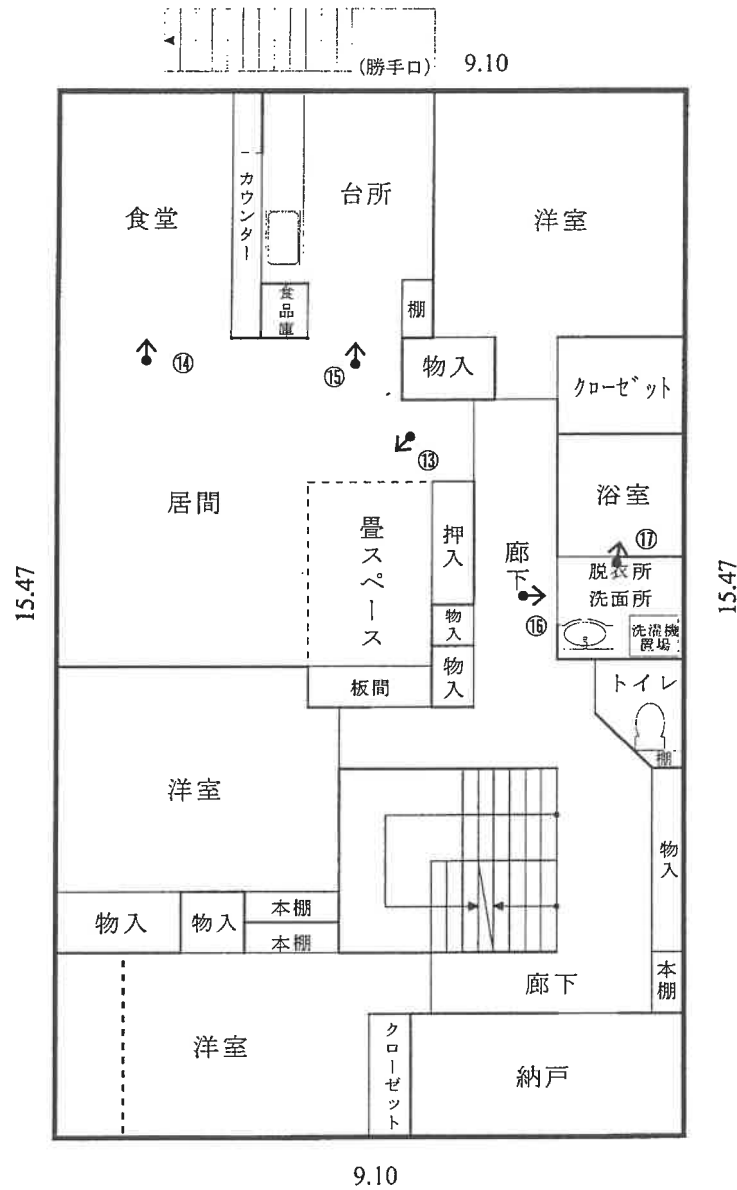 (勝手口)
9.10
食堂
カウンター
台所
洋室
食品庫
棚
⑭
⑮
物入
クローゼット
⑬
浴室
居間
畳スペース
押入
廊下
⑰
脱衣所
洗面所
15.47
15.47
物入
⑯
洗濯機
置場
板間
物入
トイレ
棚
洋室
物入
物入
物入
本棚
本棚
本棚
廊下
洋室
クローゼット
納戸
9.10